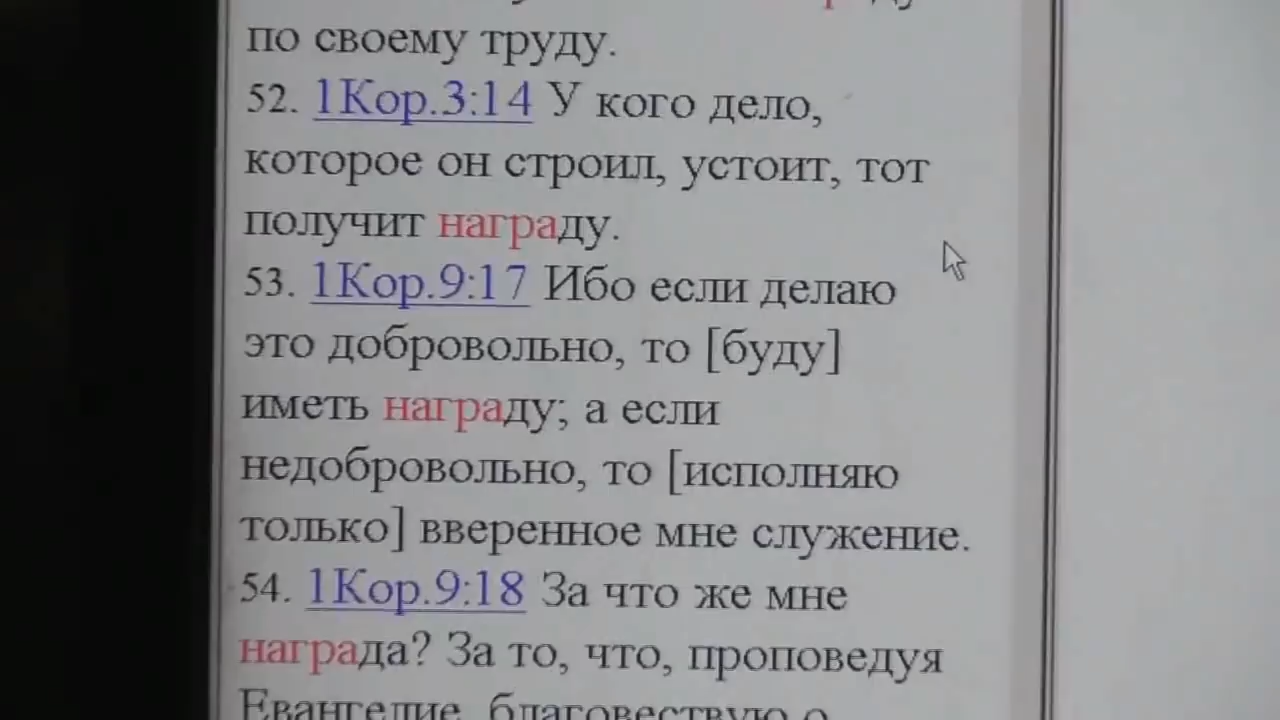 по своему труду.
52. 1Кор.3:14 У кого дело,
которое он строил, устоит, тот
получит награду.
53. 1Кор.9:17 Ибо если делаю
это добровольно, то [буду]
иметь награду; а если
недобровольно, то [исполняю
только] вверенное мне служение.
54. 1Кор.9:18 За что же мне
награда? За то, что, проповедуя
Евангелие, благовествую о